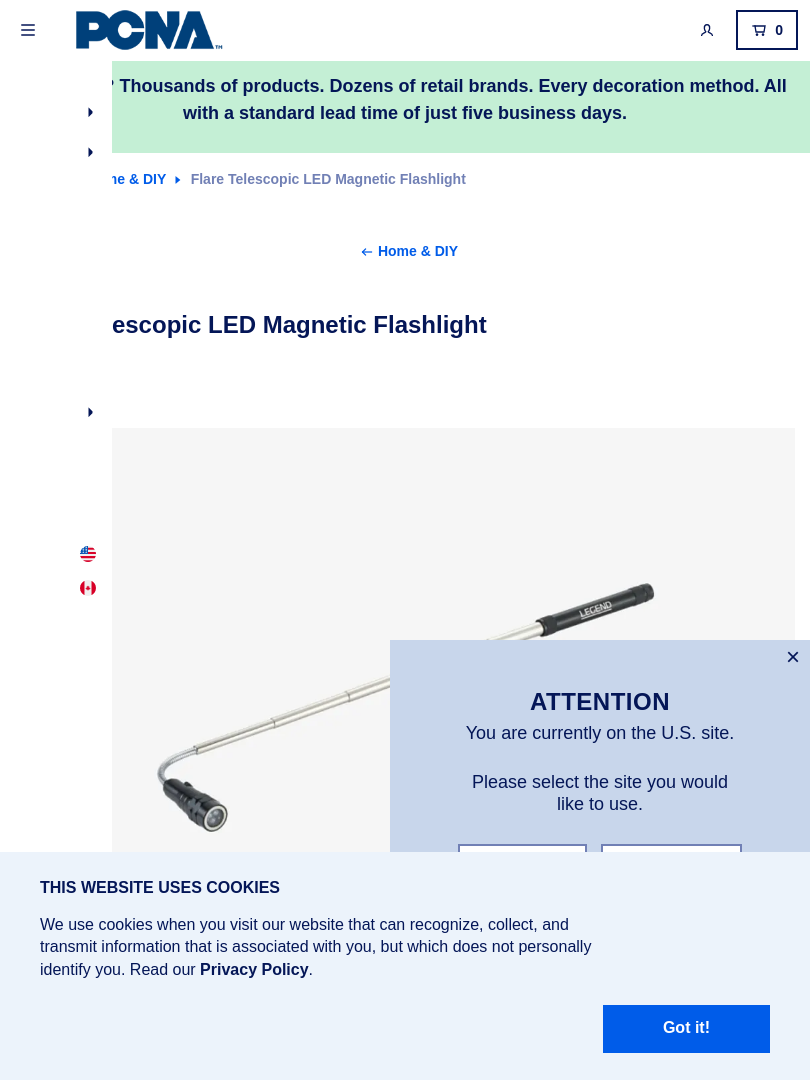 PCNA™
0
? Thousands of products. Dozens of retail brands. Every decoration method. All
with a standard lead time of just five business days.
me & DIY
Flare Telescopic LED Magnetic Flashlight
Home & DIY
escopic LED Magnetic Flashlight
LEGEND
ATTENTION
You are currently on the U.S. site.
Please select the site you would
like to use.
THIS WEBSITE USES COOKIES
We use cookies when you visit our website that can recognize, collect, and
transmit information that is associated with you, but which does not personally
identify you. Read our Privacy Policy.
Got it!